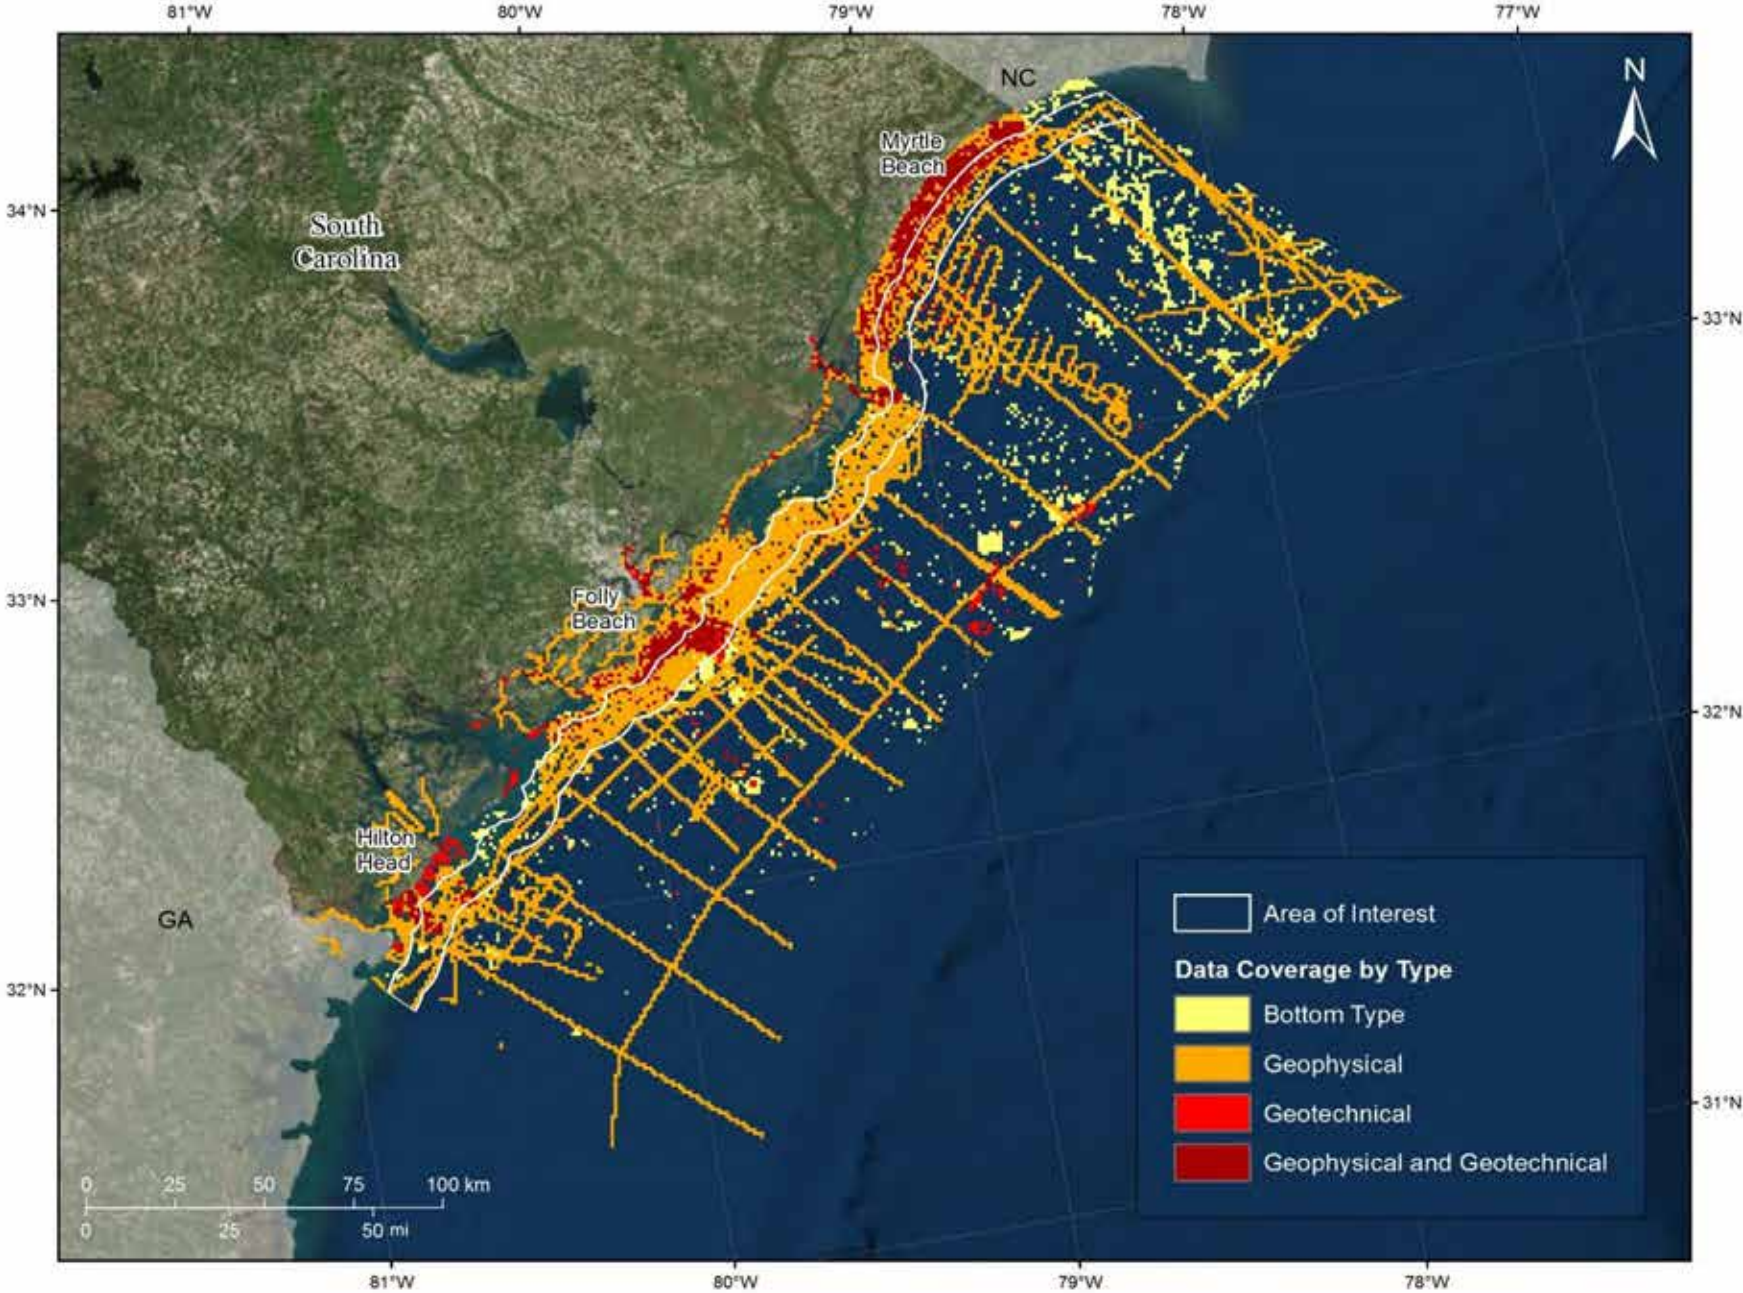 81°W 80°W 79°W 78°W 77°W
N
NC
Myrtle
Beach
34°N
South
Carolina
33°N
33°N
Folly
Beach
32°N
Hilton
Head
GA
Area of Interest
Data Coverage by Type
32°N
Bottom Type
Geophysical
31°N
Geotechnical
Geophysical and Geotechnical
0 25 50 75 100 km
0 25 50 mi
81°W 80°W 79°W 78°W